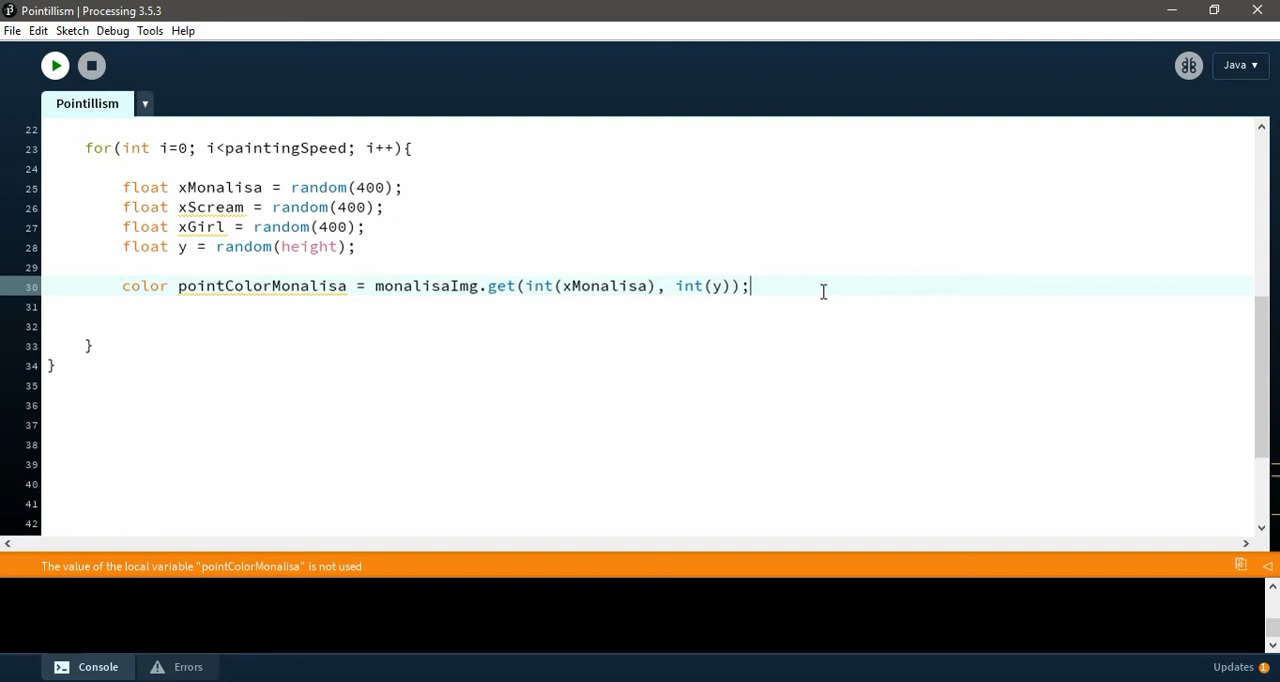 Pointillism | Processing 3.5.3
File Edit Sketch Debug Tools Help
Java ▾
Pointillism ▾
22
23 for(int i=0; i<paintingSpeed; i++){
24
25 float xMonalisa = random(400);
26 float xScream = random(400);
27 float xGirl = random(400);
28 float y = random(height);
29
30 color pointColorMonalisa = monalisaImg.get(int(xMonalisa), int(y));
31
32
33 }
34 }
35
36
37
38
39
40
41
42
The value of the local variable "pointColorMonalisa" is not used
Console Errors Updates 1